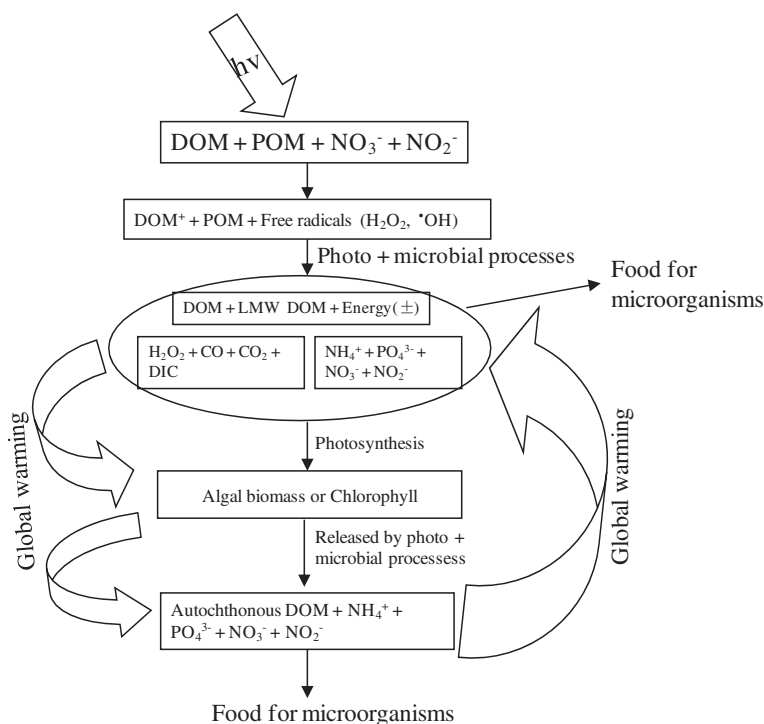 hν
DOM + POM + NO₃⁻ + NO₂⁻
DOM⁺ + POM + Free radicals (H₂O₂, •OH)
Photo + microbial processes
Food for
microorganisms
DOM + LMW DOM + Energy(±)
H₂O₂ + CO + CO₂ +
DIC
NH₄⁺ + PO₄³⁻ +
NO₃⁻ + NO₂⁻
Global warming
Global warming
Photosynthesis
Algal biomass or Chlorophyll
Released by photo +
microbial processess
Autochthonous DOM + NH₄⁺ +
PO₄³⁻ + NO₃⁻ + NO₂⁻
Food for microorganisms